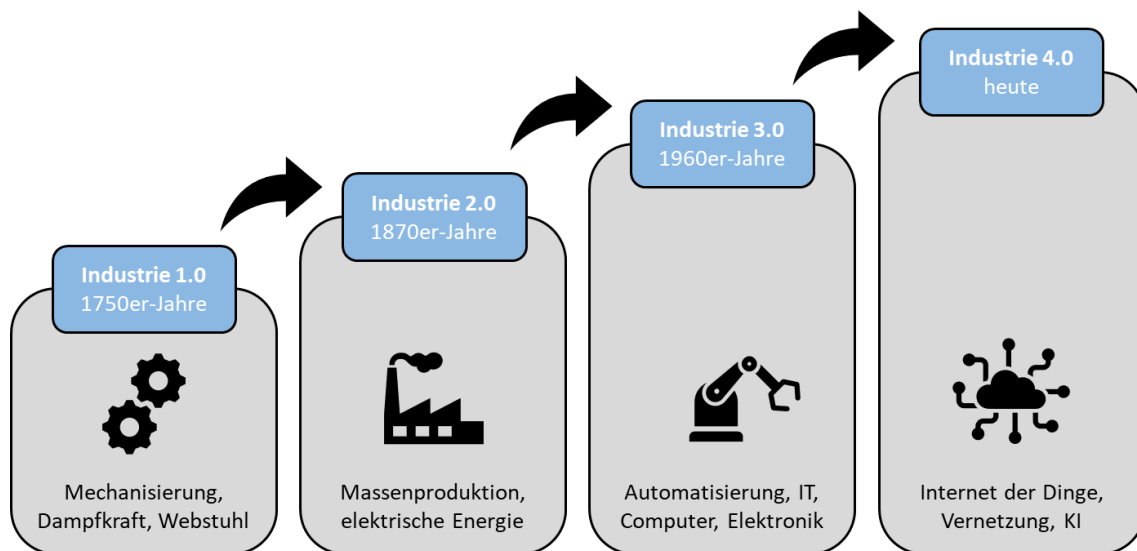 Industrie 1.0
1750er-Jahre
Mechanisierung,
Dampfkraft, Webstuhl
Industrie 2.0
1870er-Jahre
Massenproduktion,
elektrische Energie
Industrie 3.0
1960er-Jahre
Automatisierung, IT,
Computer, Elektronik
Industrie 4.0
heute
Internet der Dinge,
Vernetzung, KI